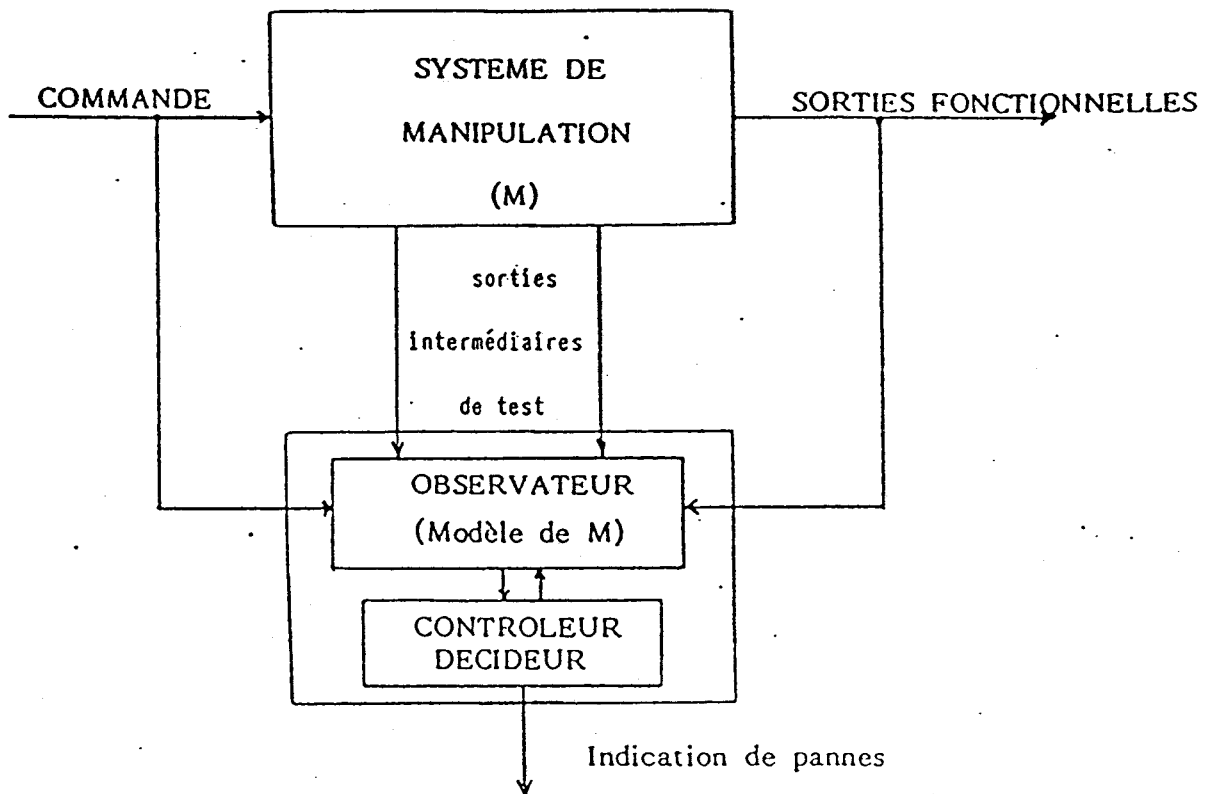 SYSTEME DE
COMMANDE
SORTIES FONCTIONNELLES
MANIPULATION
(M)
sorties
intermédiaires
de test
OBSERVATEUR
(Modèle de M)
CONTROLEUR
DECIDEUR
Indication de pannes